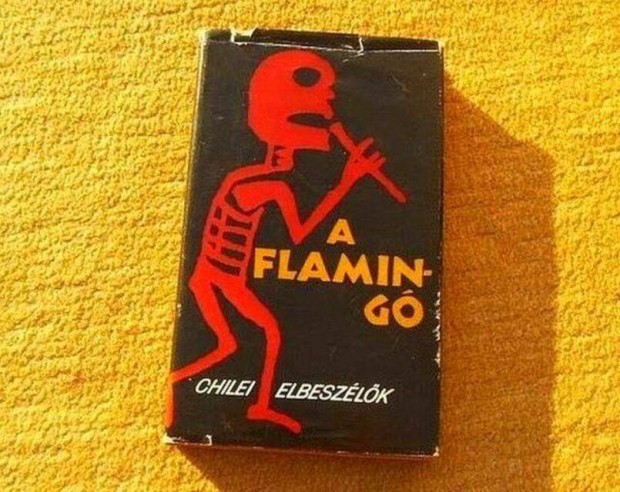 A
FLAMIN-
GÓ
CHILEI ELBESZÉLŐK